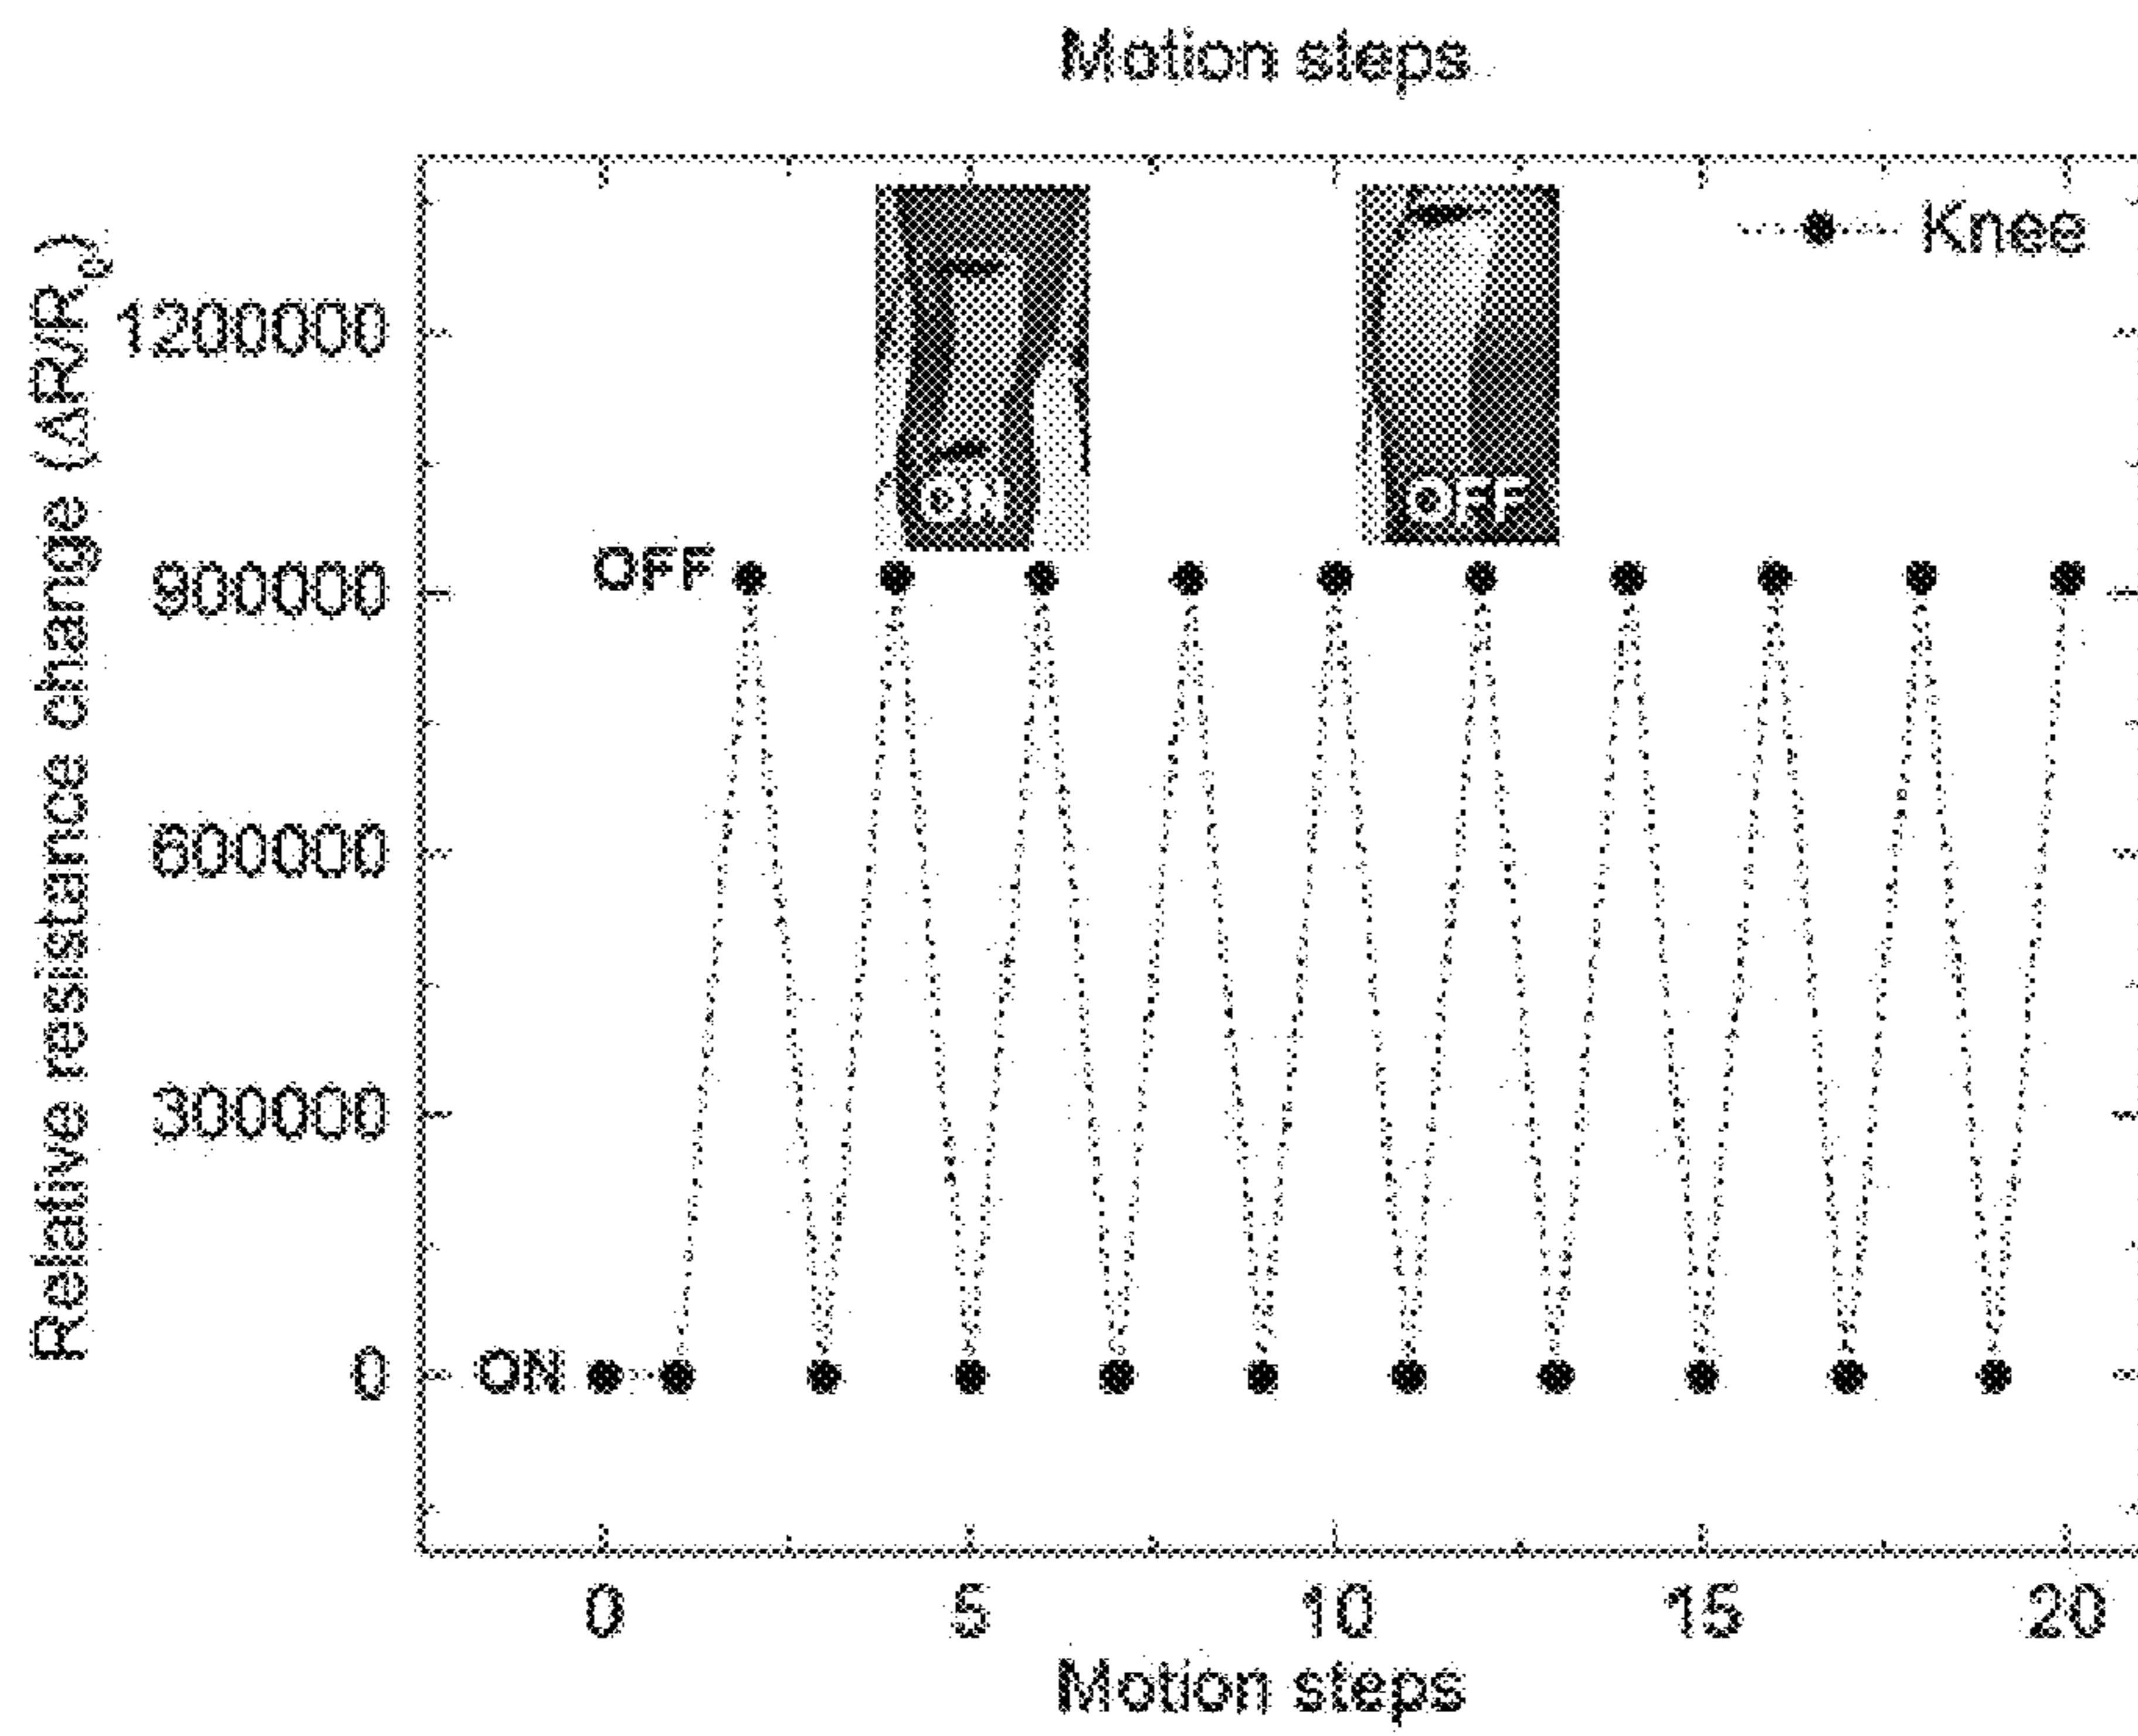 Motion steps
Relative resistance change (ΔR/R₀)
1200000
900000
600000
300000
0
Knee
ON
OFF
OFF
ON
0 5 10 15 20
Motion steps